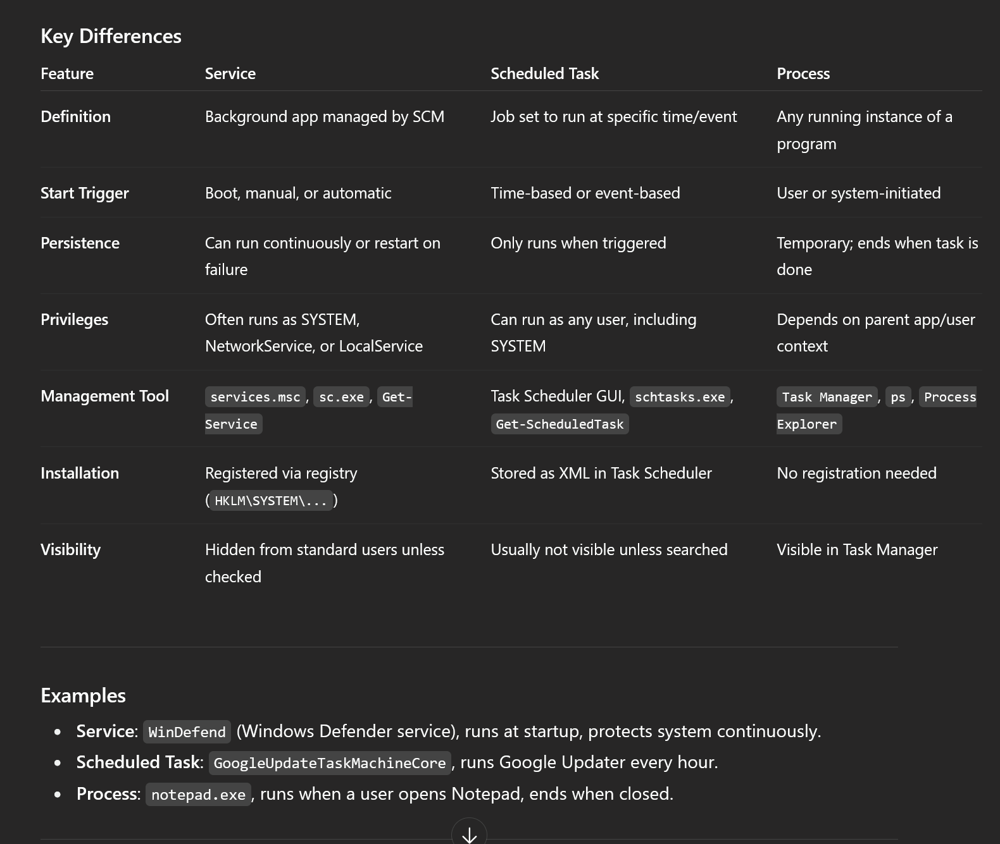 Key Differences
Feature Service Scheduled Task Process
Definition Background app managed by SCM Job set to run at specific time/event Any running instance of a
program
Start Trigger Boot, manual, or automatic Time-based or event-based User or system-initiated
Persistence Can run continuously or restart on Only runs when triggered Temporary; ends when task is
failure done
Privileges Often runs as SYSTEM, Can run as any user, including Depends on parent app/user
NetworkService, or LocalService SYSTEM context
Management Tool services.msc, sc.exe, Get- Task Scheduler GUI, schtasks.exe, Task Manager, ps, Process
Service Get-ScheduledTask Explorer
Installation Registered via registry Stored as XML in Task Scheduler No registration needed
(HKLM\SYSTEM\...)
Visibility Hidden from standard users unless Usually not visible unless searched Visible in Task Manager
checked
Examples
• Service: WinDefend (Windows Defender service), runs at startup, protects system continuously.
• Scheduled Task: GoogleUpdateTaskMachineCore, runs Google Updater every hour.
• Process: notepad.exe, runs when a user opens Notepad, ends when closed.